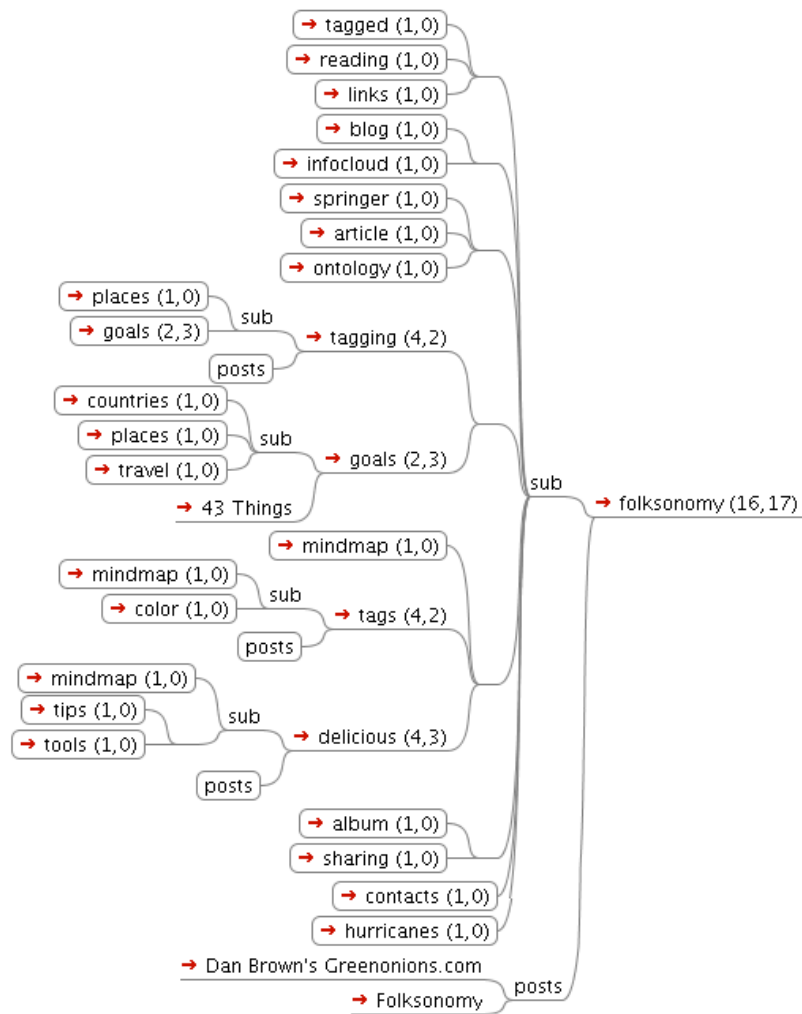 ➔ tagged (1,0)
➔ reading (1,0)
➔ links (1,0)
➔ blog (1,0)
➔ infocloud (1,0)
➔ springer (1,0)
➔ article (1,0)
➔ ontology (1,0)
➔ places (1,0)
sub
➔ goals (2,3)
➔ tagging (4,2)
posts
➔ countries (1,0)
➔ places (1,0)
sub
➔ travel (1,0)
➔ goals (2,3)
➔ 43 Things
sub
➔ folksonomy (16,17)
➔ mindmap (1,0)
➔ mindmap (1,0)
sub
➔ color (1,0)
➔ tags (4,2)
posts
➔ mindmap (1,0)
➔ tips (1,0)
sub
➔ tools (1,0)
➔ delicious (4,3)
posts
➔ album (1,0)
➔ sharing (1,0)
➔ contacts (1,0)
➔ hurricanes (1,0)
➔ Dan Brown's Greenonions.com
posts
➔ Folksonomy